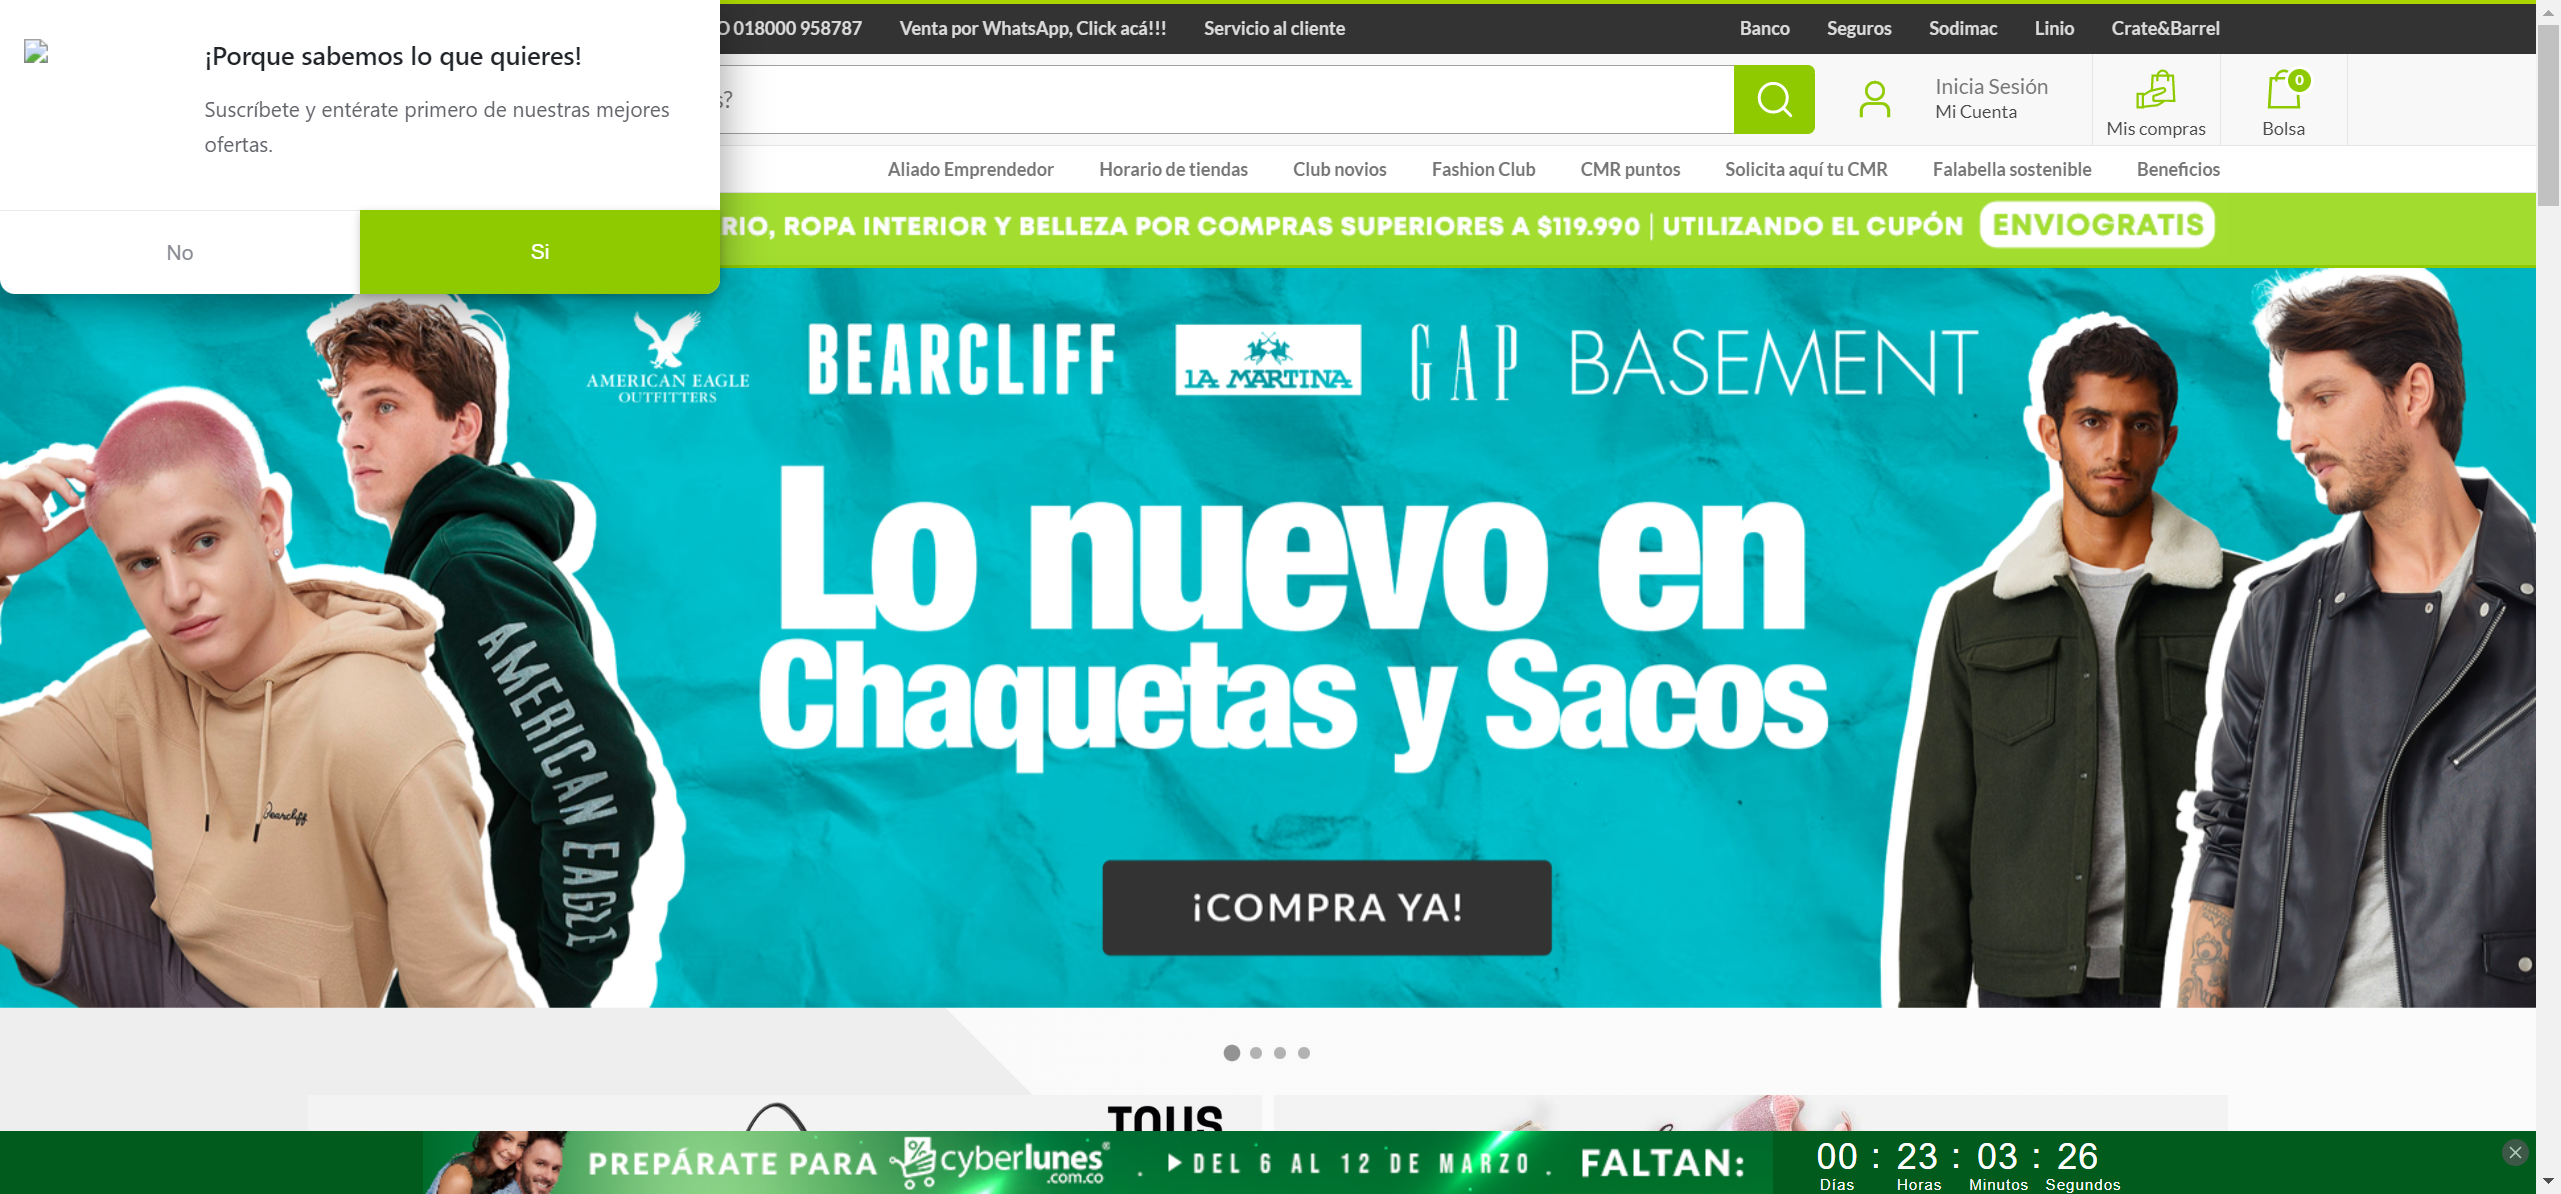 ¡Porque sabemos lo que quieres!
Suscríbete y entérate primero de nuestras mejores
ofertas.
No
Si
O 018000 958787
Venta por WhatsApp, Click acá!!!
Servicio al cliente
Banco
Seguros
Sodimac
Linio
Crate&Barrel
s?
Inicia Sesión
Mi Cuenta
Mis compras
0
Bolsa
Aliado Emprendedor
Horario de tiendas
Club novios
Fashion Club
CMR puntos
Solicita aquí tu CMR
Falabella sostenible
Beneficios
RIO, ROPA INTERIOR Y BELLEZA POR COMPRAS SUPERIORES A $119.990 | UTILIZANDO EL CUPÓN ENVIOGRATIS
AMERICAN EAGLE
OUTFITTERS
BEARCLIFF
LA MARTINA
GAP
BASEMENT
Lo nuevo en
Chaquetas y Sacos
¡COMPRA YA!
AMERICAN EAGLE
Bearcliff
TOUS
PREPÁRATE PARA
cyberlunes®
.com.co
DEL 6 AL 12 DE MARZO
FALTAN:
00 : 23 : 03 : 26
Días Horas Minutos Segundos